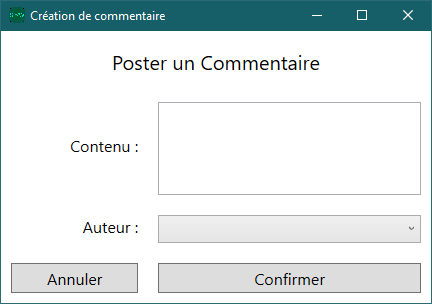 Création de commentaire
Poster un Commentaire
Contenu :
Auteur :
Annuler
Confirmer